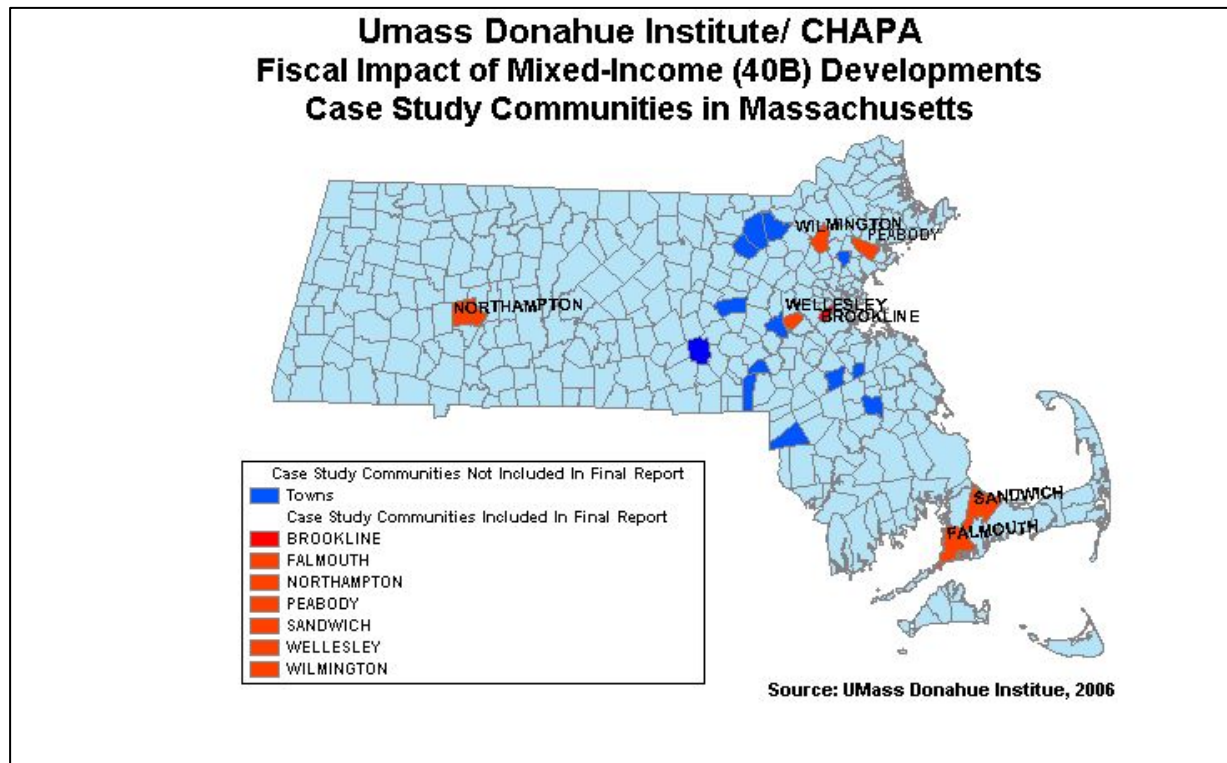 Umass Donahue Institute/ CHAPA
Fiscal Impact of Mixed-Income (40B) Developments
Case Study Communities in Massachusetts
WILMINGTON
PEABODY
NORTHAMPTON
WELLESLEY
BROOKLINE
SANDWICH
FALMOUTH
Case Study Communities Not Included In Final Report
Towns
Case Study Communities Included In Final Report
BROOKLINE
FALMOUTH
NORTHAMPTON
PEABODY
SANDWICH
WELLESLEY
WILMINGTON
Source: UMass Donahue Institue, 2006